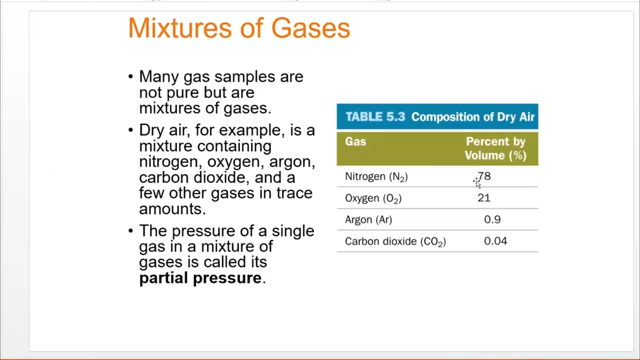 Mixtures of Gases
• Many gas samples are
not pure but are
mixtures of gases.
• Dry air, for example, is a
mixture containing
nitrogen, oxygen, argon,
carbon dioxide, and a
few other gases in trace
amounts.
• The pressure of a single
gas in a mixture of
gases is called its
partial pressure.
TABLE 5.3 Composition of Dry Air
Gas Percent by
Volume (%)
Nitrogen (N₂) 78
Oxygen (O₂) 21
Argon (Ar) 0.9
Carbon dioxide (CO₂) 0.04